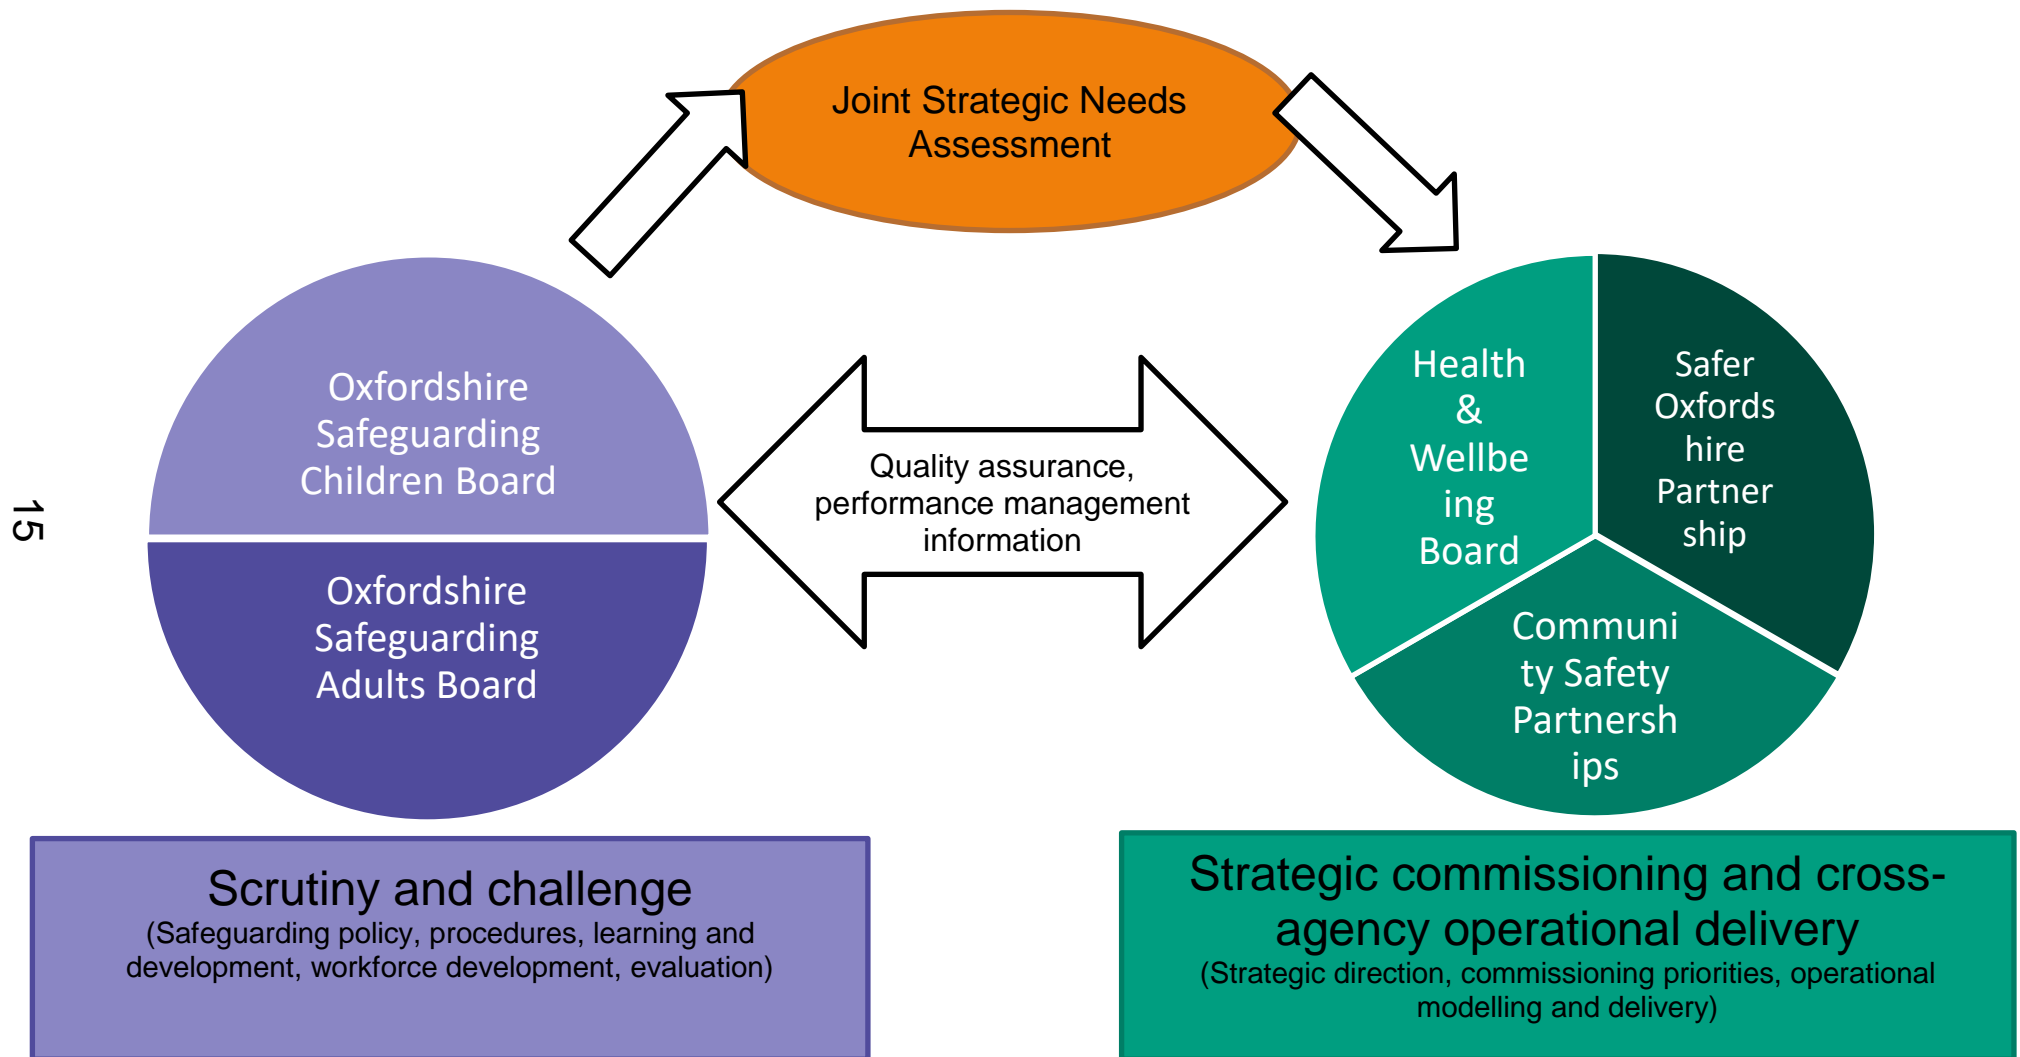 Joint Strategic Needs
Assessment
Oxfordshire
Safeguarding
Children Board
Oxfordshire
Safeguarding
Adults Board
Quality assurance,
performance management
information
Health
&
Wellbe
ing
Board
Safer
Oxfords
hire
Partner
ship
Communi
ty Safety
Partnersh
ips
15
Scrutiny and challenge
(Safeguarding policy, procedures, learning and
development, workforce development, evaluation)
Strategic commissioning and cross-
agency operational delivery
(Strategic direction, commissioning priorities, operational
modelling and delivery)